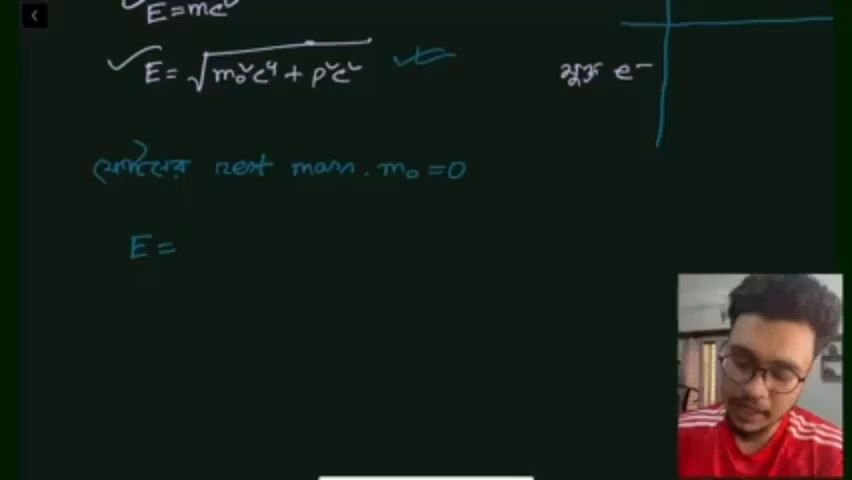 E = mc²
E = √m₀²c⁴ + p²c²
মুক্ত e⁻
ফোটনের rest mass. m₀ = 0
E =